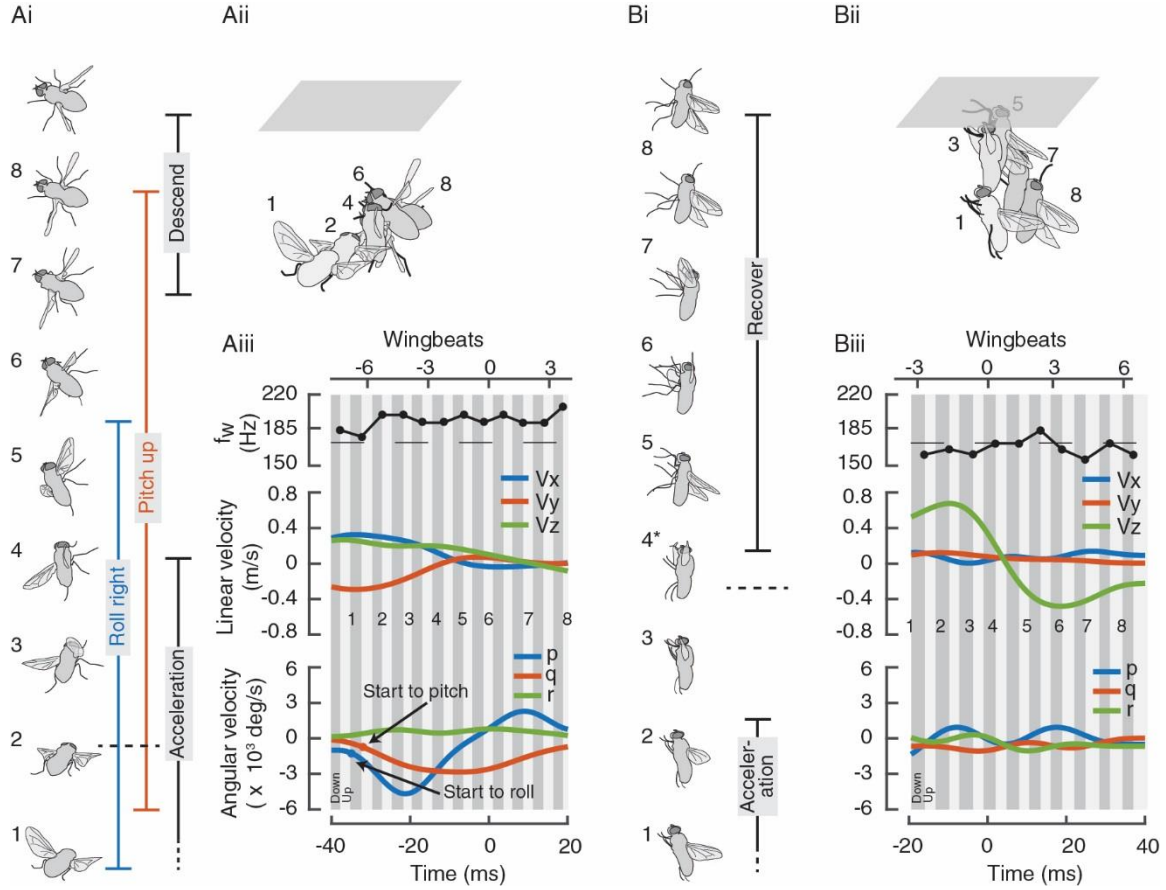 Ai
Aii
Bi
Bii
8
7
6
5
4
3
2
1
Descend
Pitch up
Roll right
Acceleration
1
2
4
6
8
Aiii
Wingbeats
-6 -3 0 3
220
185
150
f_w
(Hz)
Vx
Vy
Vz
0.8
0.4
0
-0.4
-0.8
Linear velocity
(m/s)
1 2 3 4 5 6 7 8
p
q
r
6
3
0
-3
-6
Angular velocity
( x 10³ deg/s)
Start to pitch
Start to roll
Down
Up
-40 -20 0 20
Time (ms)
8
7
6
5
4*
3
2
1
Recover
Acceler-
ation
5
3
7
1
8
Biii
Wingbeats
-3 0 3 6
220
185
150
Vx
Vy
Vz
0.8
0.4
0
-0.4
-0.8
1 2 3 4 5 6 7 8
p
q
r
6
3
0
-3
-6
Down
Up
-20 0 20 40
Time (ms)